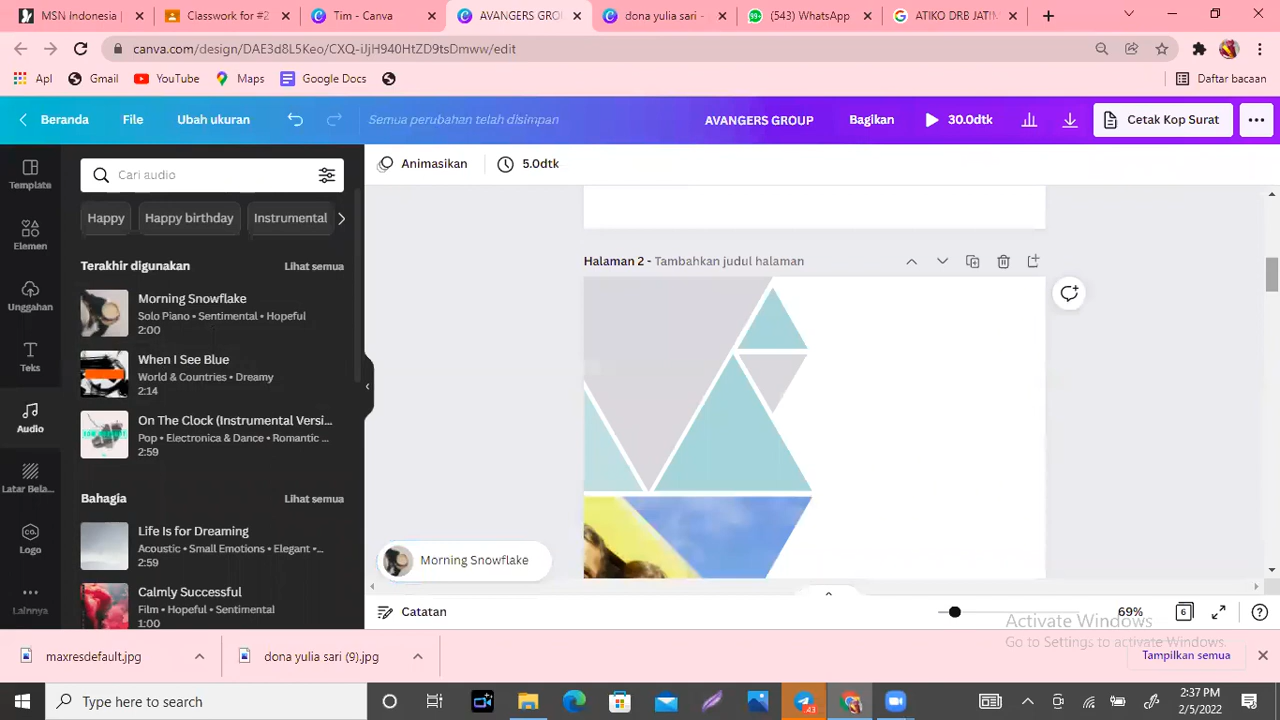 MSN Indonesia
Classwork for #2
Tim - Canva
AVANGERS GRO
dona yulia sari -
(543) WhatsApp
ATIKO DRB JATI
canva.com/design/DAE3d8L5Keo/CXQ-iJjH940HtZD9tsDmww/edit
Apl
Gmail
YouTube
Maps
Google Docs
Daftar bacaan
Beranda
File
Ubah ukuran
Semua perubahan telah disimpan
AVANGERS GROUP
Bagikan
30.0dtk
Cetak Kop Surat
Template
Elemen
Unggahan
Teks
Audio
Latar Bela...
Logo
Lainnya
Cari audio
Animasikan
5.0dtk
Happy
Happy birthday
Instrumental
Terakhir digunakan
Lihat semua
Morning Snowflake
Solo Piano • Sentimental • Hopeful
2:00
When I See Blue
World & Countries • Dreamy
2:14
On The Clock (Instrumental Versi...
Pop • Electronica & Dance • Romantic ...
2:59
Bahagia
Lihat semua
Life Is for Dreaming
Acoustic • Small Emotions • Elegant •...
2:59
Calmly Successful
Film • Hopeful • Sentimental
1:00
Halaman 2 - Tambahkan judul halaman
Morning Snowflake
Catatan
69%
6
Activate Windows
Go to Settings to activate Windows.
maxresdefault.jpg
dona yulia sari (9).jpg
Tampilkan semua
Type here to search
43
2:37 PM
2/5/2022